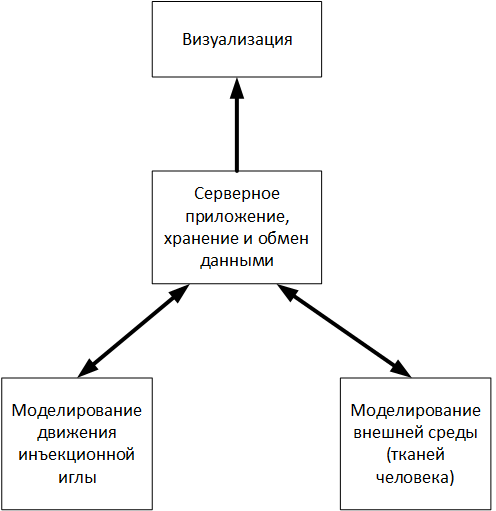 Визуализация
Серверное
приложение,
хранение и обмен
данными
Моделирование
движения
инъекционной
иглы
Моделирование
внешней среды
(тканей
человека)